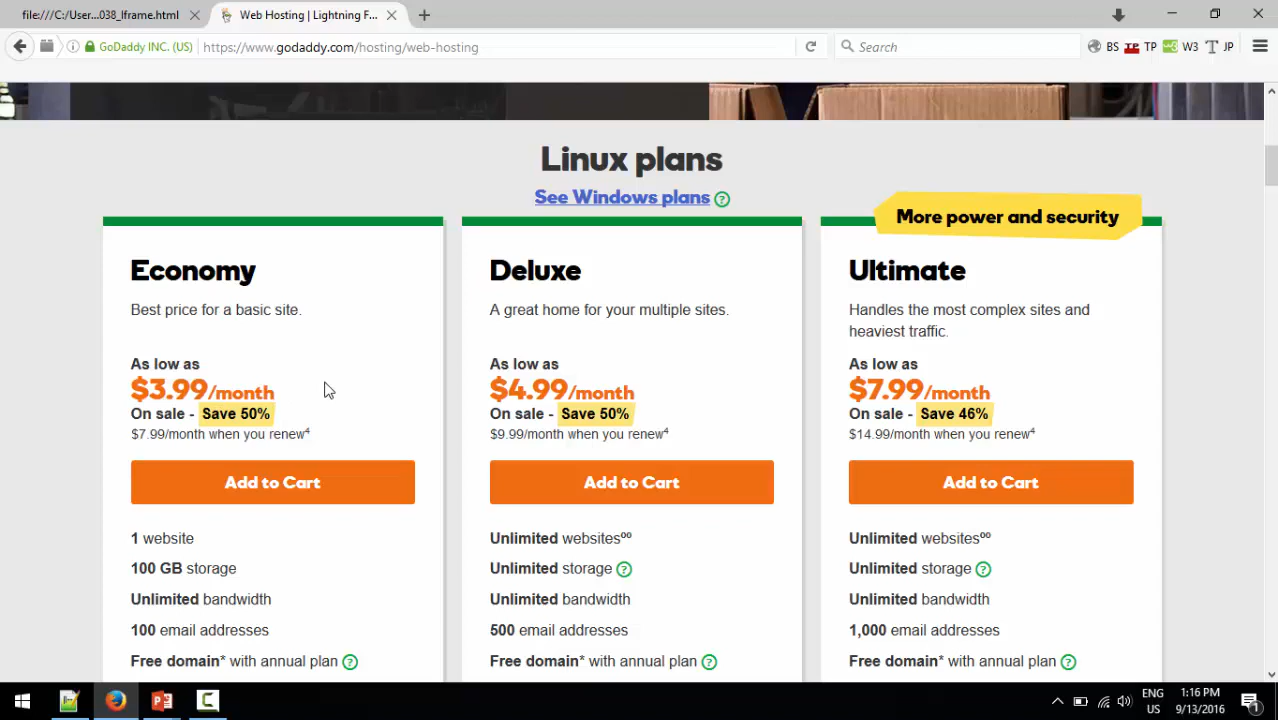 file:///C:/User...038_Iframe.html
Web Hosting | Lightning F...
GoDaddy INC. (US)
https://www.godaddy.com/hosting/web-hosting
Search
BS
TP
W3
JP
Linux plans
See Windows plans ?
More power and security
Economy
Best price for a basic site.
As low as
$3.99/month
On sale - Save 50%
$7.99/month when you renew⁴
Add to Cart
1 website
100 GB storage
Unlimited bandwidth
100 email addresses
Free domain* with annual plan ?
Deluxe
A great home for your multiple sites.
As low as
$4.99/month
On sale - Save 50%
$9.99/month when you renew⁴
Add to Cart
Unlimited websites⁰⁰
Unlimited storage ?
Unlimited bandwidth
500 email addresses
Free domain* with annual plan ?
Ultimate
Handles the most complex sites and
heaviest traffic.
As low as
$7.99/month
On sale - Save 46%
$14.99/month when you renew⁴
Add to Cart
Unlimited websites⁰⁰
Unlimited storage ?
Unlimited bandwidth
1,000 email addresses
Free domain* with annual plan ?
ENG
US
1:16 PM
9/13/2016
1